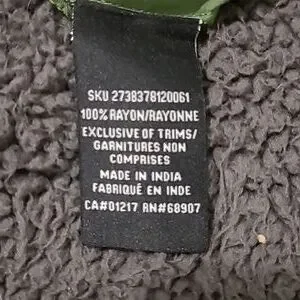 SKU 2738378120061
100% RAYON/RAYONNE
EXCLUSIVE OF TRIMS/
GARNITURES NON
COMPRISES
MADE IN INDIA
FABRIQUÉ EN INDE
CA#01217 RN#68907